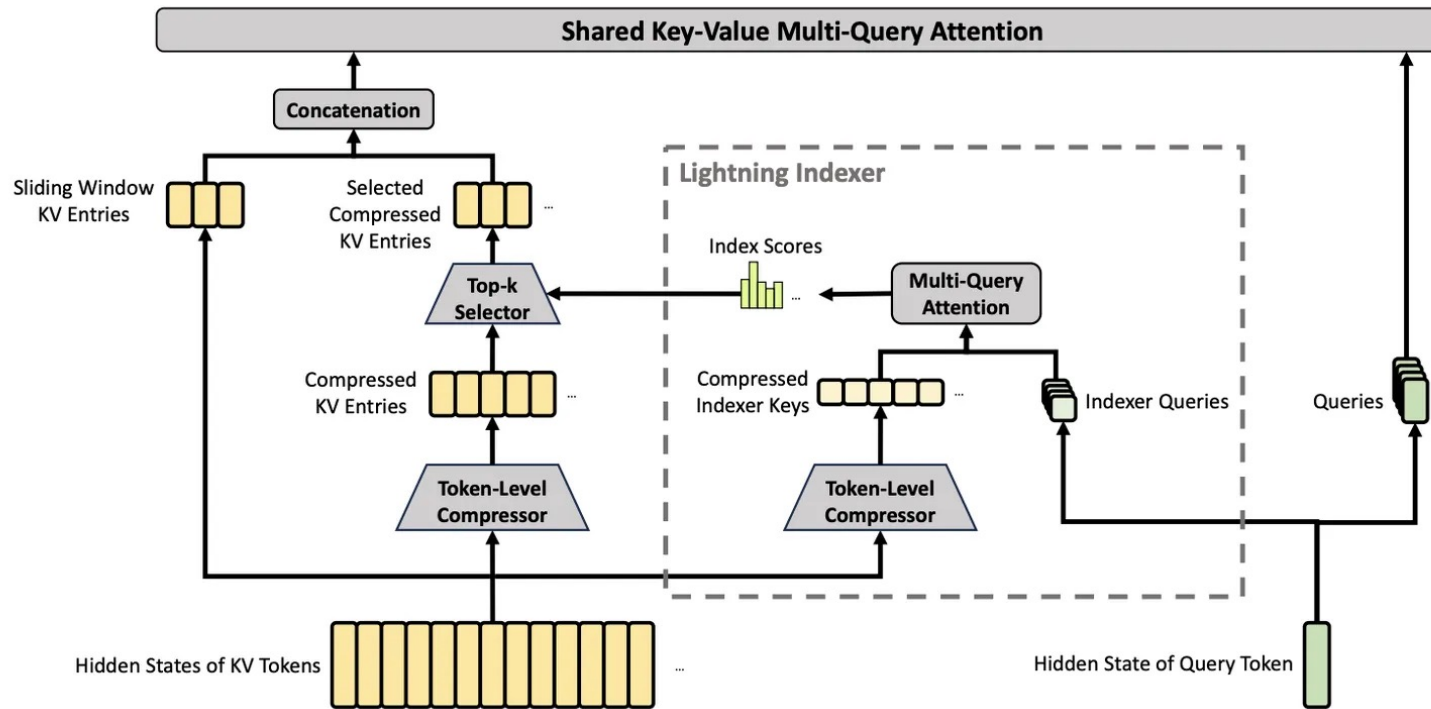 Shared Key-Value Multi-Query Attention
Concatenation
Lightning Indexer
Sliding Window
KV Entries
Selected
Compressed
KV Entries
...
Index Scores
...
Top-k
Selector
Multi-Query
Attention
Compressed
KV Entries
...
Compressed
Indexer Keys
...
Indexer Queries
Queries
Token-Level
Compressor
Token-Level
Compressor
Hidden States of KV Tokens
...
Hidden State of Query Token